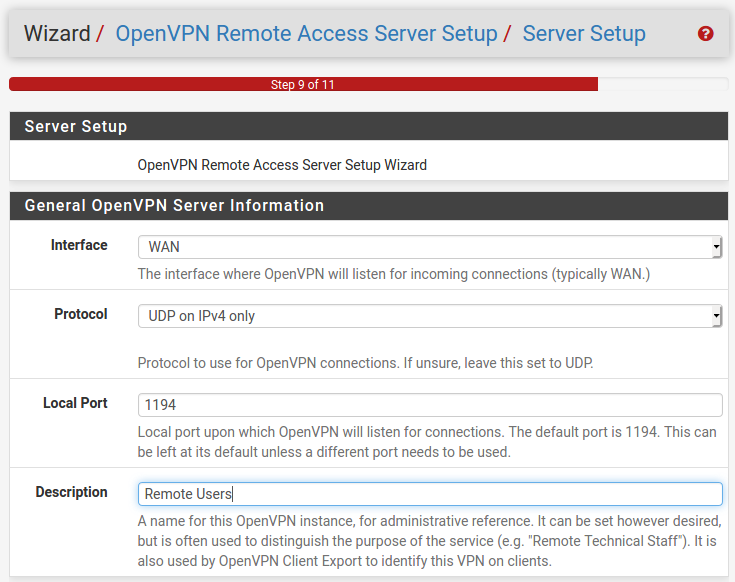 Wizard / OpenVPN Remote Access Server Setup / Server Setup
Step 9 of 11
Server Setup
OpenVPN Remote Access Server Setup Wizard
General OpenVPN Server Information
Interface
WAN
The interface where OpenVPN will listen for incoming connections (typically WAN.)
Protocol
UDP on IPv4 only
Protocol to use for OpenVPN connections. If unsure, leave this set to UDP.
Local Port
1194
Local port upon which OpenVPN will listen for connections. The default port is 1194. This can
be left at its default unless a different port needs to be used.
Description
Remote Users
A name for this OpenVPN instance, for administrative reference. It can be set however desired,
but is often used to distinguish the purpose of the service (e.g. "Remote Technical Staff"). It is
also used by OpenVPN Client Export to identify this VPN on clients.